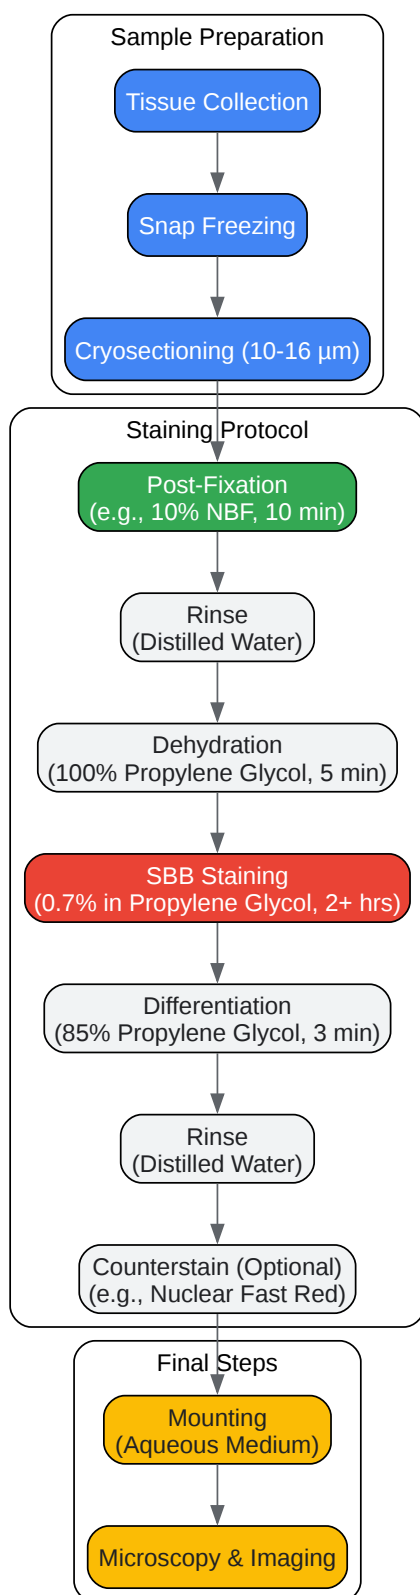 Sample Preparation
Tissue Collection
Snap Freezing
Cryosectioning (10-16 µm)
Staining Protocol
Post-Fixation
(e.g., 10% NBF, 10 min)
Rinse
(Distilled Water)
Dehydration
(100% Propylene Glycol, 5 min)
SBB Staining
(0.7% in Propylene Glycol, 2+ hrs)
Differentiation
(85% Propylene Glycol, 3 min)
Rinse
(Distilled Water)
Counterstain (Optional)
(e.g., Nuclear Fast Red)
Final Steps
Mounting
(Aqueous Medium)
Microscopy & Imaging